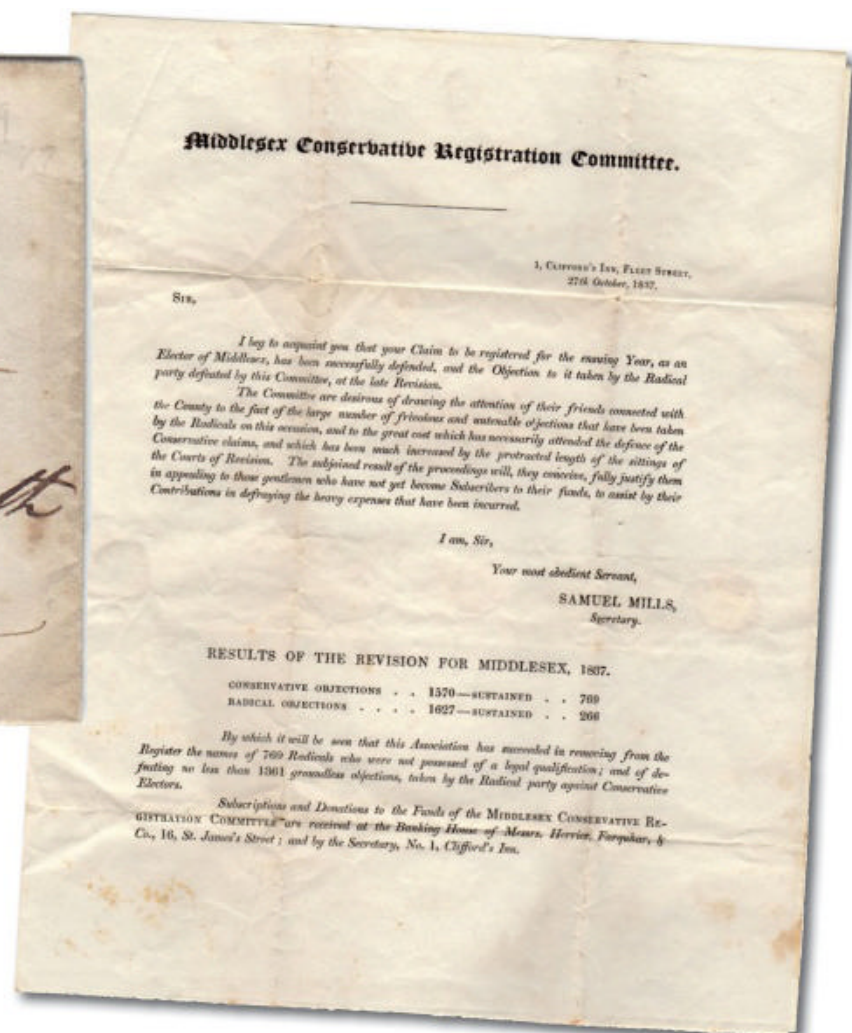 th
Middlesex Conservative Registration Committee.
1, CLIFFORD'S INN, FLEET STREET,
27th October, 1837.
SIR,
I beg to acquaint you that your Claim to be registered for the ensuing Year, as an
Elector of Middlesex, has been successfully defended, and the Objection to it taken by the Radical
party defeated by this Committee, at the late Revision.
The Committee are desirous of drawing the attention of their friends connected with
the County to the fact of the large number of frivolous and untenable objections that have been taken
by the Radicals on this occasion, and to the great cost which has necessarily attended the defence of the
Conservative claims, and which has been much increased by the protracted length of the sittings of
the Courts of Revision. The subjoined result of the proceedings will, they conceive, fully justify them
in appealing to those gentlemen who have not yet become Subscribers to their funds, to assist by their
Contributions in defraying the heavy expenses that have been incurred.
I am, Sir,
Your most obedient Servant,
SAMUEL MILLS,
Secretary.
RESULTS OF THE REVISION FOR MIDDLESEX, 1837.
CONSERVATIVE OBJECTIONS . . 1570—SUSTAINED . . 769
RADICAL OBJECTIONS . . . . 1627—SUSTAINED . . 266
By which it will be seen that this Association has succeeded in removing from the
Register the names of 769 Radicals who were not possessed of a legal qualification; and of de-
feating no less than 1361 groundless objections, taken by the Radical party against Conservative
Electors.
Subscriptions and Donations to the Funds of the MIDDLESEX CONSERVATIVE RE-
GISTRATION COMMITTEE are received at the Banking House of Messrs. Herries, Farquhar, &
Co., 16, St. James's Street; and by the Secretary, No. 1, Clifford's Inn.